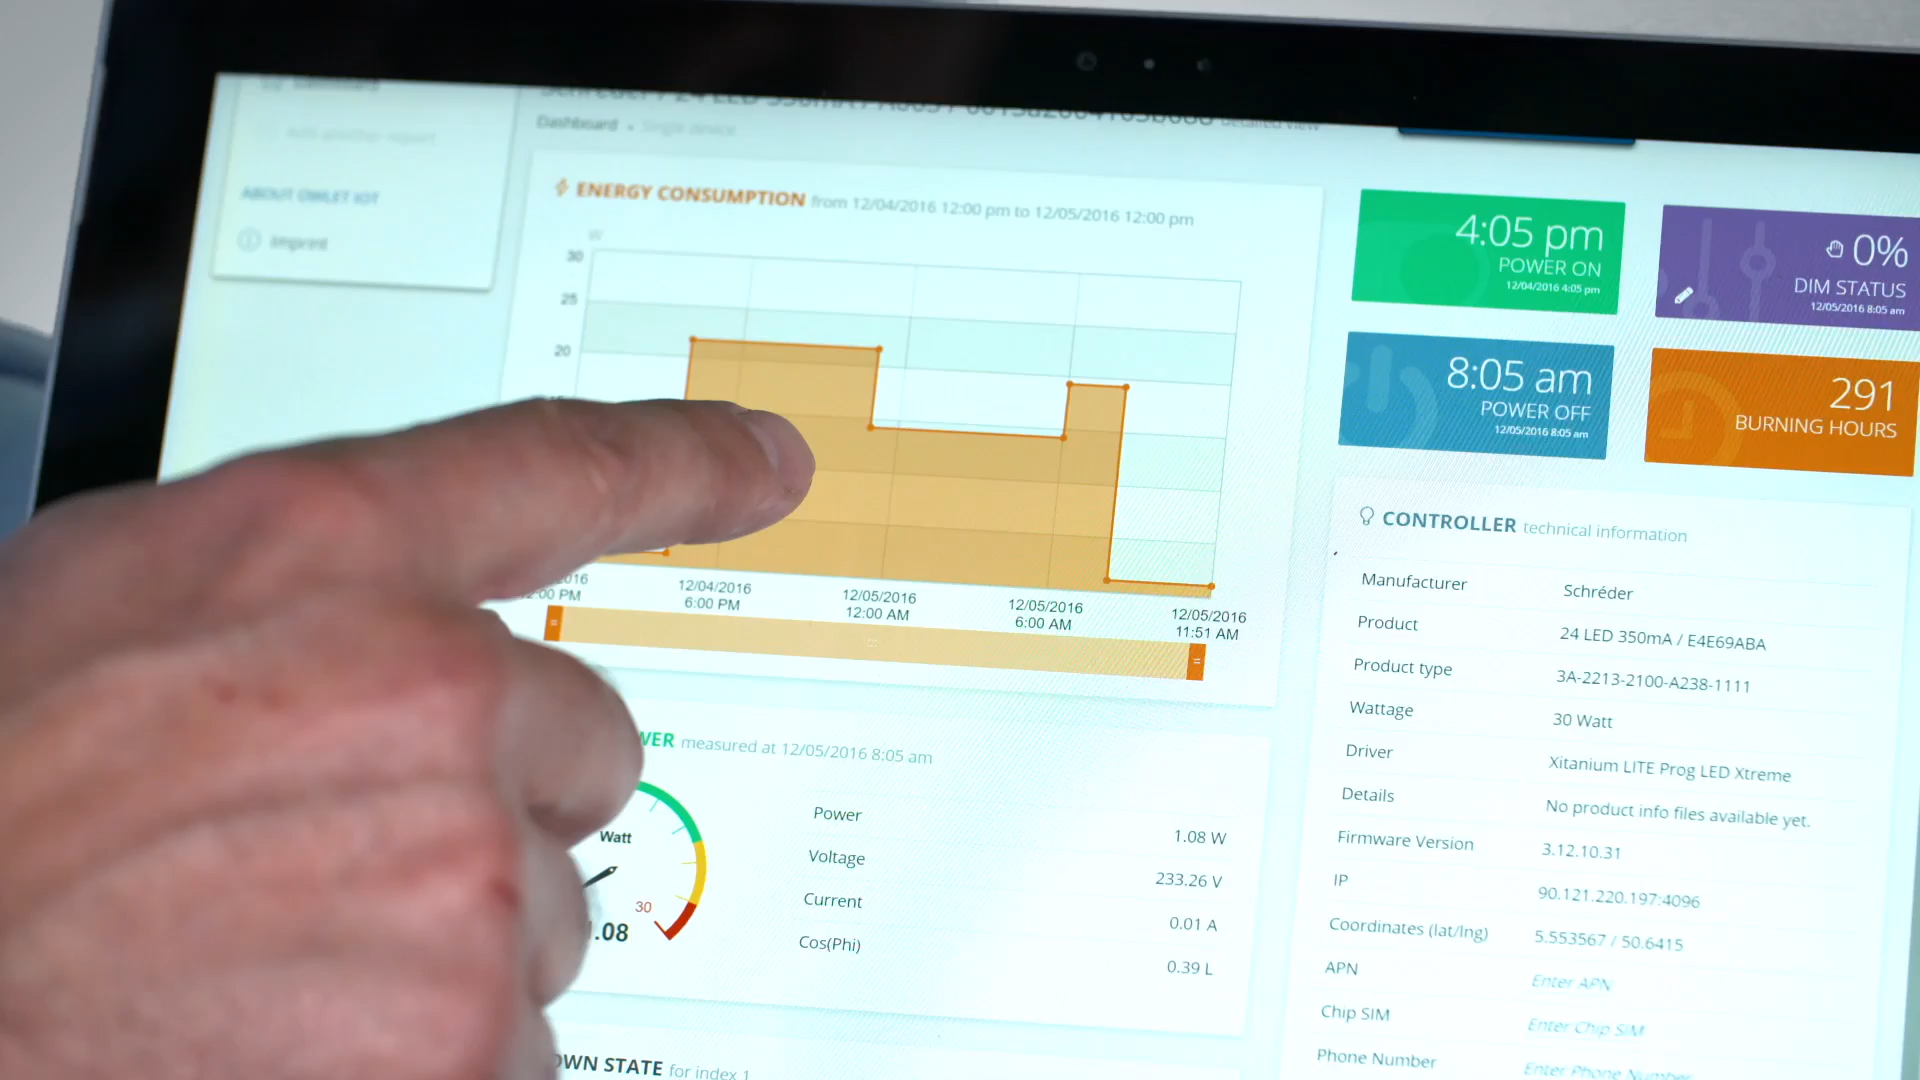 Dashboard • Single device
detailed view
ABOUT OWLET IOT
Imprint
ENERGY CONSUMPTION from 12/04/2016 12:00 pm to 12/05/2016 12:00 pm
W
30
25
20
12/04/2016
6:00 PM
12/05/2016
12:00 AM
12/05/2016
6:00 AM
12/05/2016
11:51 AM
4:05 pm
POWER ON
12/04/2016 4:05 pm
0%
DIM STATUS
12/05/2016 8:05 am
8:05 am
POWER OFF
12/05/2016 8:05 am
291
BURNING HOURS
WER measured at 12/05/2016 8:05 am
Watt
30
.08
Power 1.08 W
Voltage 233.26 V
Current 0.01 A
Cos(Phi) 0.39 L
OWN STATE for index 1
CONTROLLER technical information
Manufacturer Schréder
Product 24 LED 350mA / E4E69ABA
Product type 3A-2213-2100-A238-1111
Wattage 30 Watt
Driver Xitanium LITE Prog LED Xtreme
Details No product info files available yet.
Firmware Version 3.12.10.31
IP 90.121.220.197:4096
Coordinates (lat/lng) 5.553567 / 50.6415
APN Enter APN
Chip SIM Enter Chip SIM
Phone Number Enter Phone Number